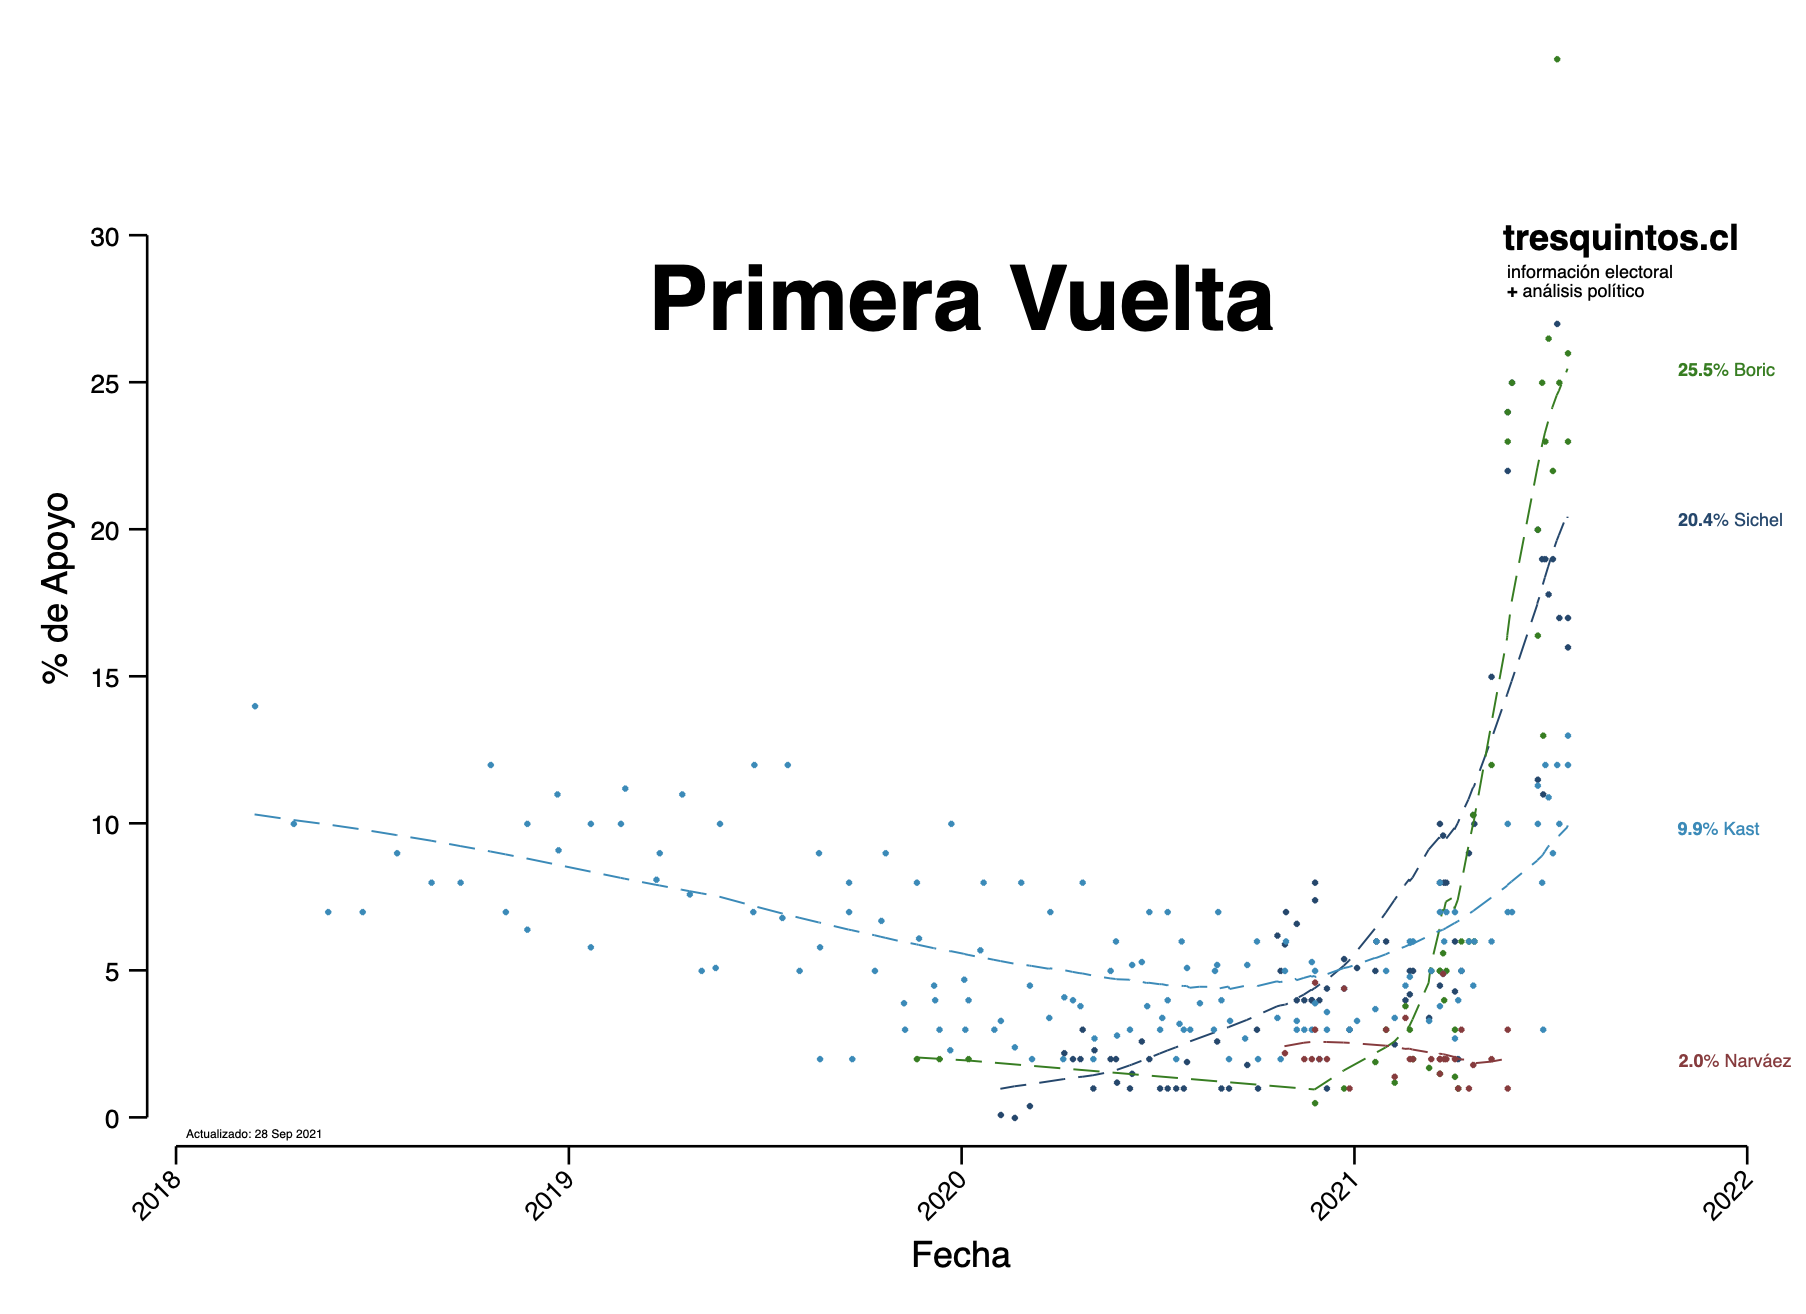 Primera Vuelta
tresquintos.cl
información electoral
+ análisis político
% de Apoyo
30
25
20
15
10
5
0
25.5% Boric
20.4% Sichel
9.9% Kast
2.0% Narváez
Actualizado: 28 Sep 2021
2018
2019
2020
2021
2022
Fecha